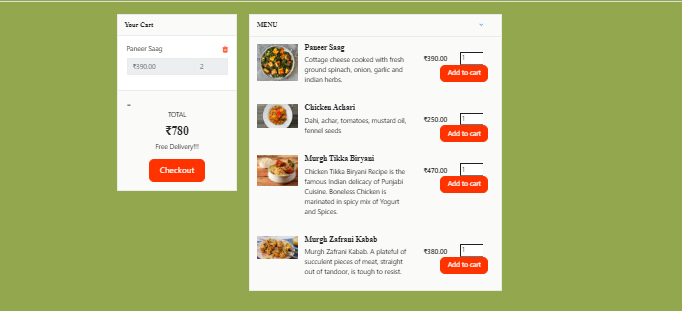 Your Cart
Paneer Saag
₹390.00 2
-
TOTAL
₹780
Free Delivery!!!
Checkout
MENU
Paneer Saag
Cottage cheese cooked with fresh
ground spinach, onion, garlic and
indian herbs.
₹390.00 1
Add to cart
Chicken Achari
Dahi, achar, tomatoes, mustard oil,
fennel seeds
₹250.00 1
Add to cart
Murgh Tikka Biryani
Chicken Tikka Biryani Recipe is the
famous Indian delicacy of Punjabi
Cuisine. Boneless Chicken is
marinated in spicy mix of Yogurt
and Spices.
₹470.00 1
Add to cart
Murgh Zafrani Kabab
Murgh Zafrani Kabab. A plateful of
succulent pieces of meat, straight
out of tandoor, is tough to resist.
₹380.00 1
Add to cart